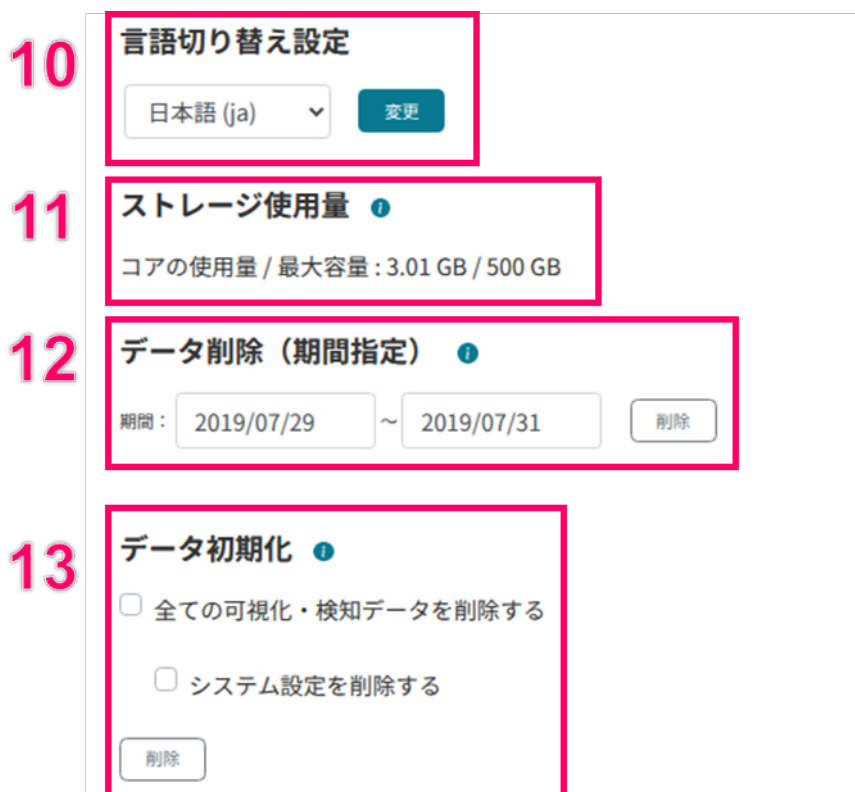 10
言語切り替え設定
日本語 (ja) 変更
11
ストレージ使用量 i
コアの使用量 / 最大容量 : 3.01 GB / 500 GB
12
データ削除（期間指定） i
期間： 2019/07/29 ～ 2019/07/31 削除
13
データ初期化 i
全ての可視化・検知データを削除する
システム設定を削除する
削除